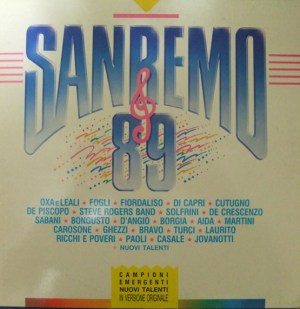 SANREMO
89
OXA e LEALI • FOGLI • FIORDALISO • DI CAPRI • CUTUGNO
DE PISCOPO • STEVE ROGERS BAND • SOLFRINI • DE CRESCENZO
SABANI • BONGUSTO • D'ANGIO • BORGIA • AIDA • MARTINI
CAROSONE • GHEZZI • BRAVO • TURCI • LAURITO
RICCHI E POVERI • PAOLI • CASALE • JOVANOTTI
• NUOVI TALENTI
CAMPIONI
EMERGENTI
NUOVI TALENTI
IN VERSIONE ORIGINALE